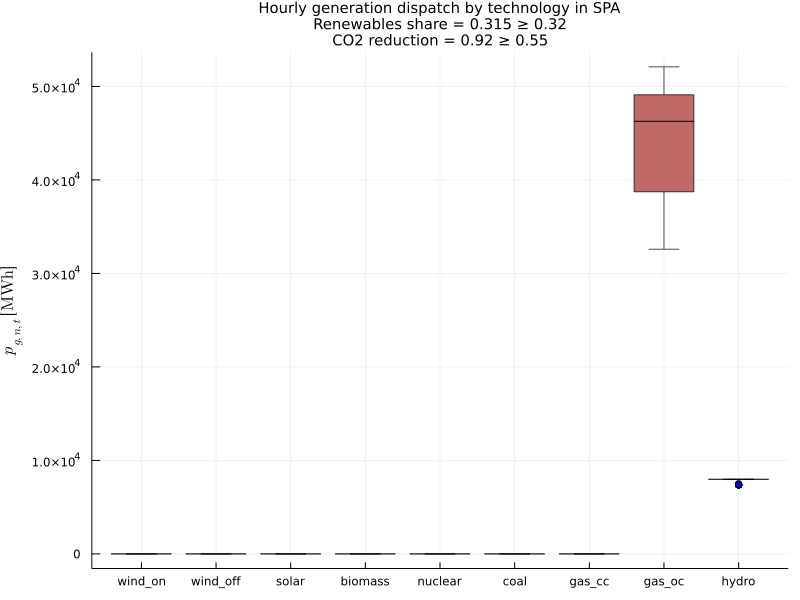 Hourly generation dispatch by technology in SPA
Renewables share = 0.315 ≥ 0.32
CO2 reduction = 0.92 ≥ 0.55
5.0×10⁴
4.0×10⁴
3.0×10⁴
2.0×10⁴
1.0×10⁴
0
p_{g,n,t} [MWh]
wind_on wind_off solar biomass nuclear coal gas_cc gas_oc hydro